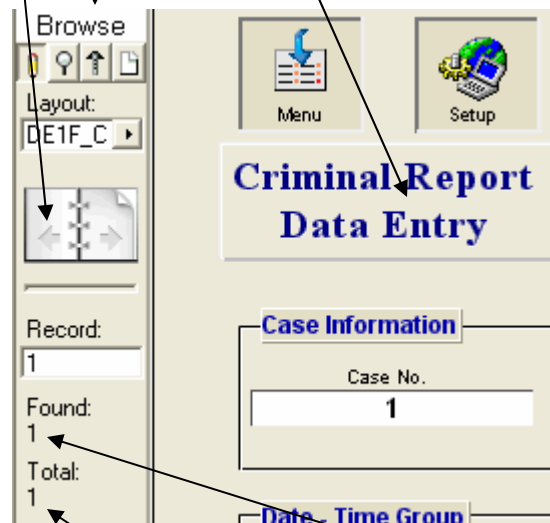 Browse
Layout:
DE1F_C
Record:
1
Found:
1
Total:
1
Menu
Setup
Criminal Report
Data Entry
Case Information
Case No.
1
Date - Time Group